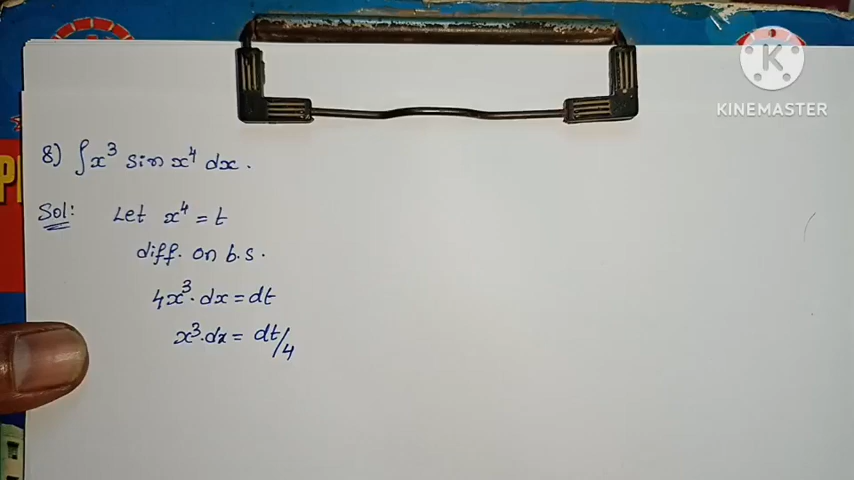 KINEMASTER
8) ∫x³ sin x⁴ dx.
Sol: Let x⁴ = t
diff. on b.s.
4x³. dx = dt
x³.dx = dt/4